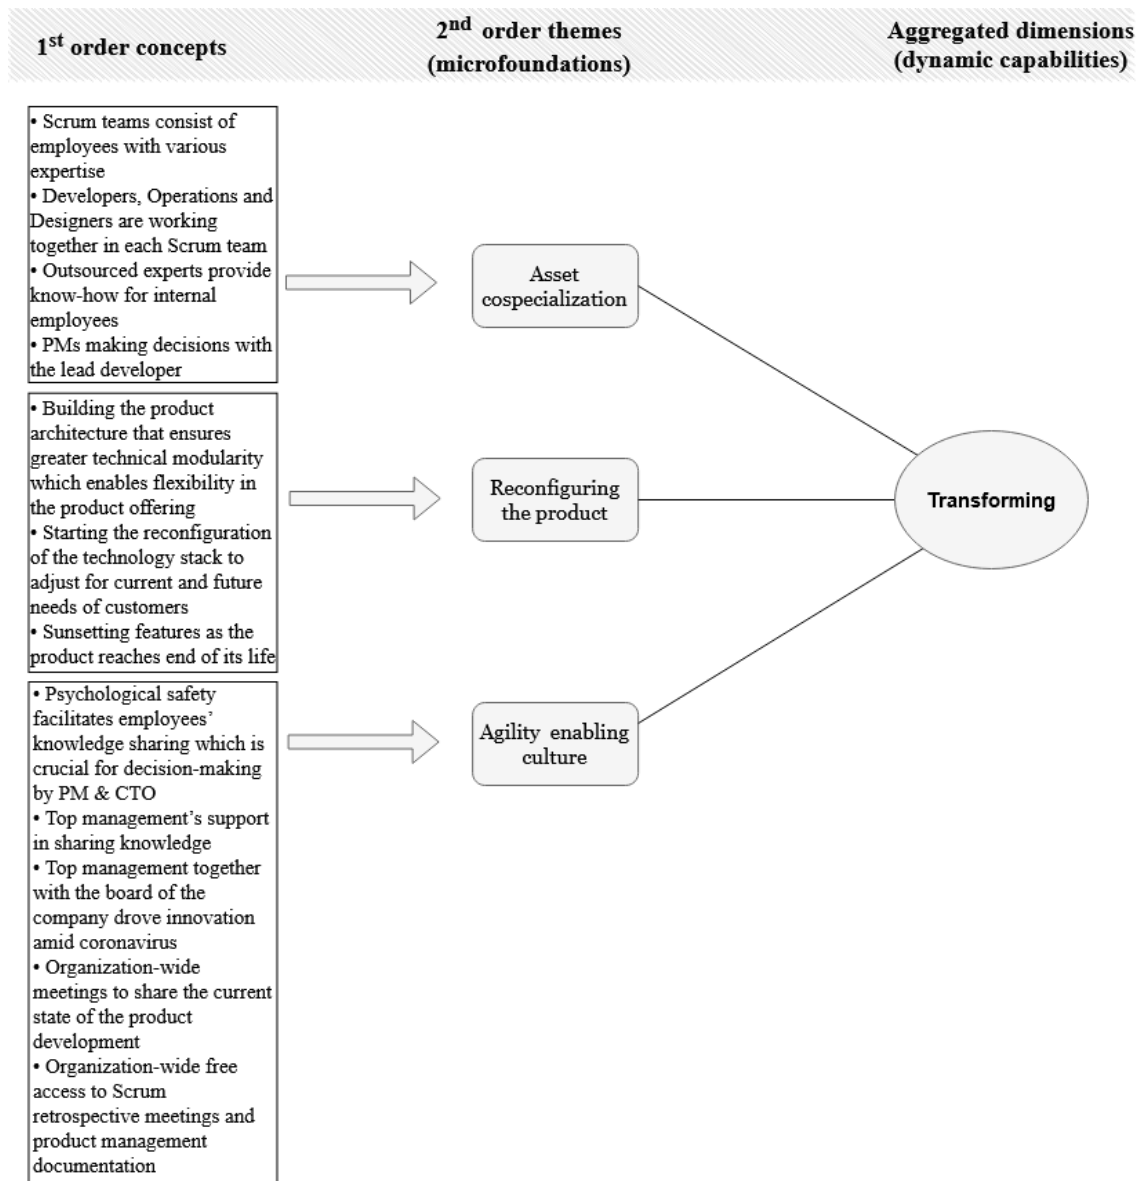 1st order concepts
2nd order themes
(microfoundations)
Aggregated dimensions
(dynamic capabilities)
• Scrum teams consist of
employees with various
expertise
• Developers, Operations and
Designers are working
together in each Scrum team
• Outsourced experts provide
know-how for internal
employees
• PMs making decisions with
the lead developer
Asset
cospecialization
• Building the product
architecture that ensures
greater technical modularity
which enables flexibility in
the product offering
• Starting the reconfiguration
of the technology stack to
adjust for current and future
needs of customers
• Sunsetting features as the
product reaches end of its life
Reconfiguring
the product
Transforming
• Psychological safety
facilitates employees’
knowledge sharing which is
crucial for decision-making
by PM & CTO
• Top management’s support
in sharing knowledge
• Top management together
with the board of the
company drove innovation
amid coronavirus
• Organization-wide
meetings to share the current
state of the product
development
• Organization-wide free
access to Scrum
retrospective meetings and
product management
documentation
Agility enabling
culture